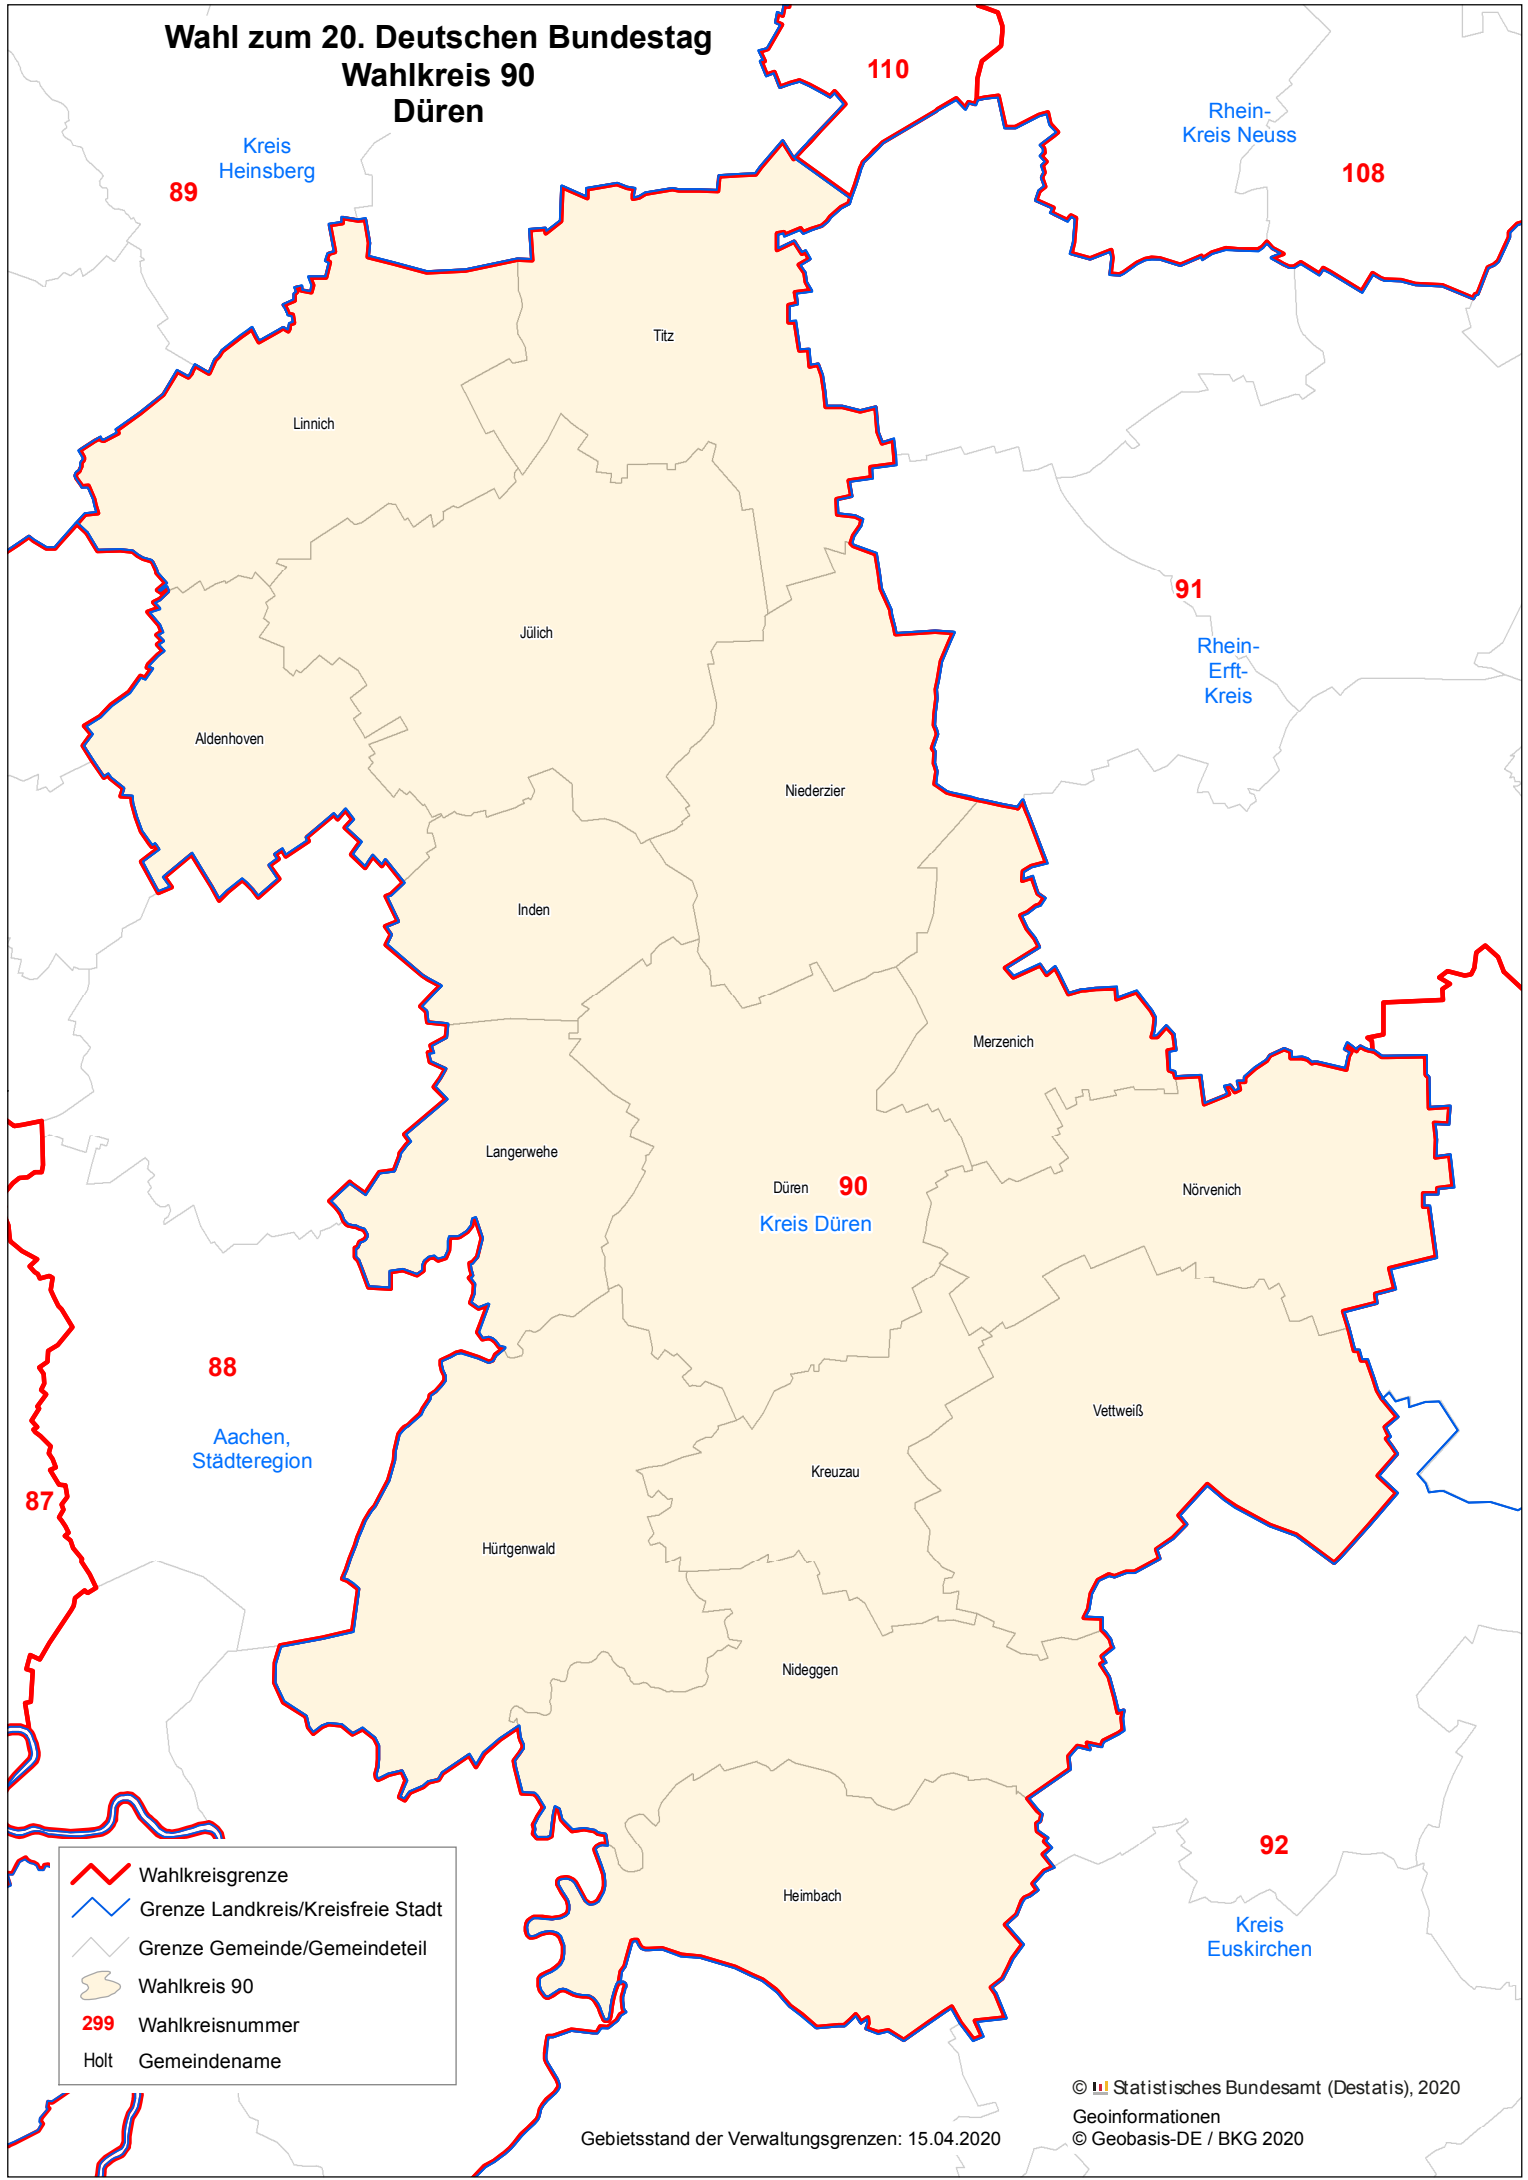 Wahl zum 20. Deutschen Bundestag
Wahlkreis 90
Düren
110
Rhein-
Kreis Neuss
108
Kreis
Heinsberg
89
Titz
Linnich
91
Jülich
Rhein-
Erft-
Kreis
Aldenhoven
Niederzier
Inden
Merzenich
Langerwehe
Düren
90
Nörvenich
Kreis Düren
88
Vettweiß
Aachen,
Städteregion
Kreuzau
87
Hürtgenwald
Nideggen
92
Heimbach
Kreis
Euskirchen
Wahlkreisgrenze
Grenze Landkreis/Kreisfreie Stadt
Grenze Gemeinde/Gemeindeteil
Wahlkreis 90
299 Wahlkreisnummer
Holt Gemeindename
© Statistisches Bundesamt (Destatis), 2020
Geoinformationen
© Geobasis-DE / BKG 2020
Gebietsstand der Verwaltungsgrenzen: 15.04.2020